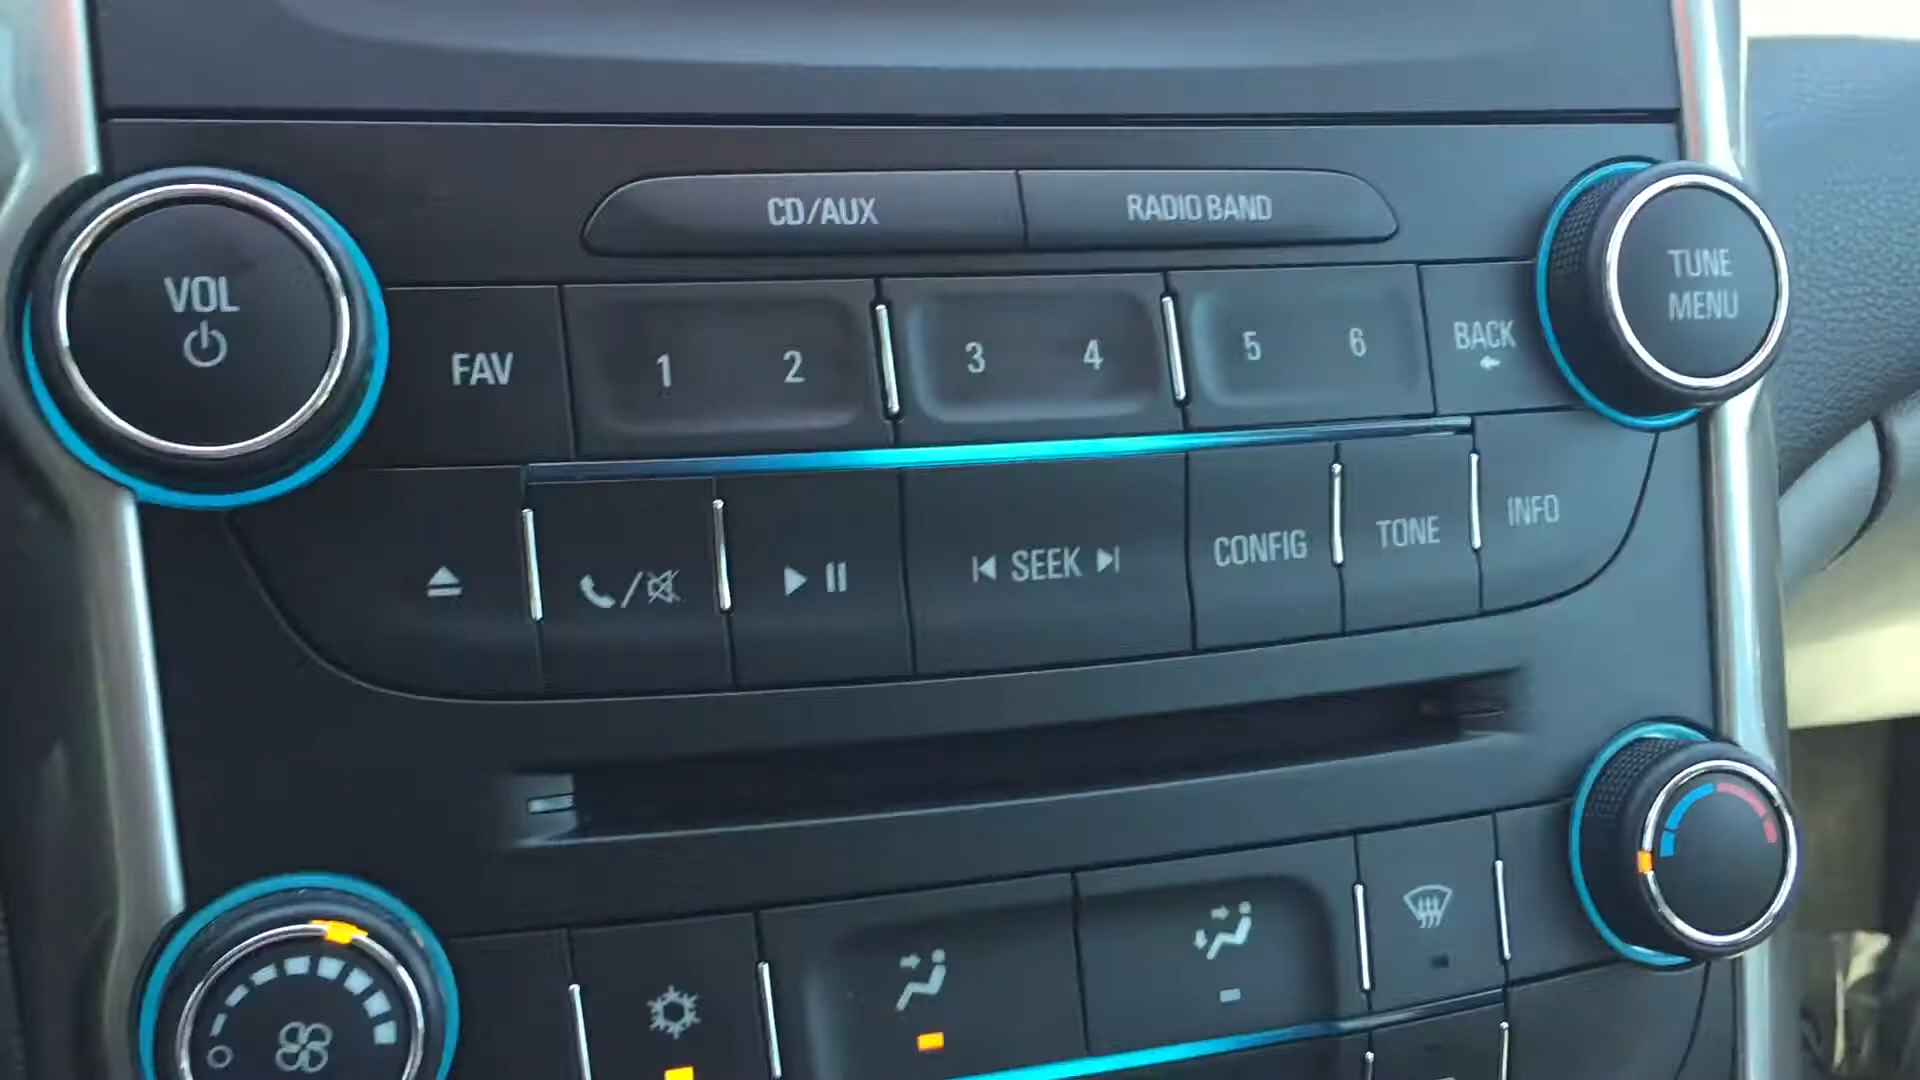 CD/AUX
RADIO BAND
VOL
TUNE
MENU
FAV
1
2
3
4
5
6
BACK
/
SEEK
CONFIG
TONE
INFO